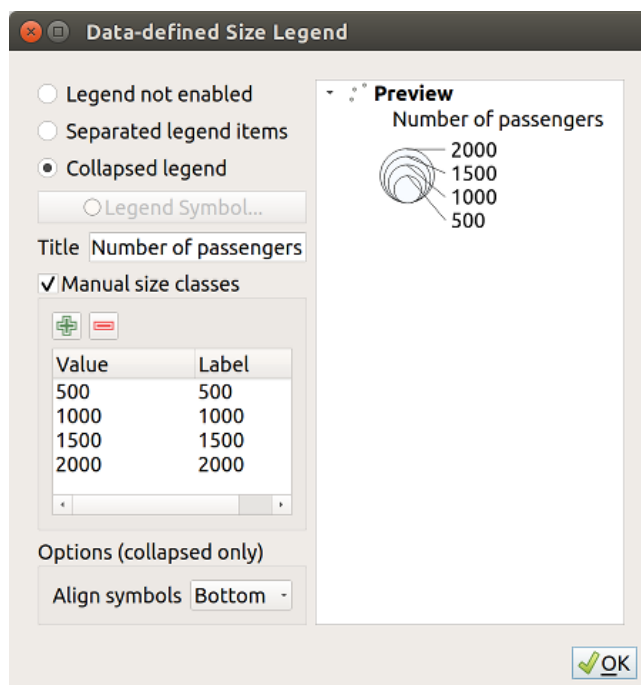 Data-defined Size Legend
Legend not enabled
Separated legend items
Collapsed legend
Legend Symbol...
Title Number of passengers
Manual size classes
Value Label
500 500
1000 1000
1500 1500
2000 2000
Options (collapsed only)
Align symbols Bottom
Preview
Number of passengers
2000
1500
1000
500
OK